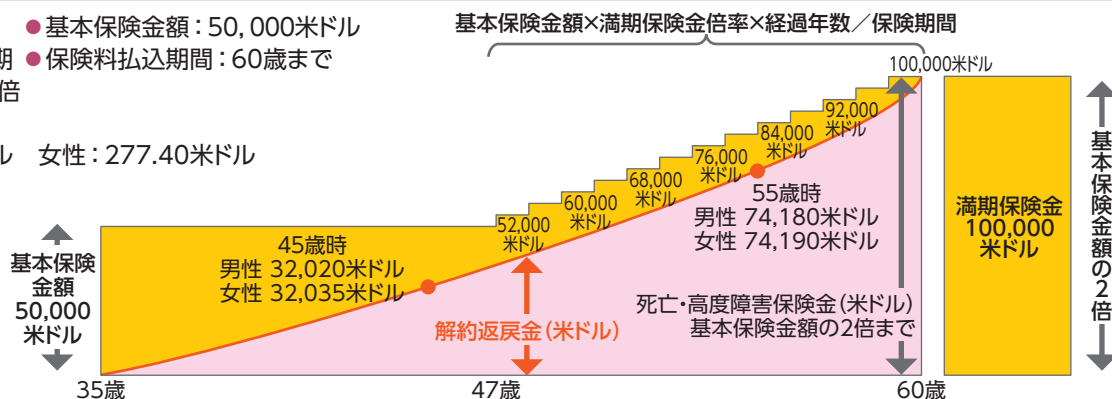 ●基本保険金額：50,000米ドル
期 ●保険料払込期間：60歳まで
倍
ル 女性：277.40米ドル
基本保険金額×満期保険金倍率×経過年数／保険期間
100,000米ドル
92,000
米ドル
84,000
米ドル
76,000
米ドル
68,000
米ドル
60,000
米ドル
52,000
米ドル
45歳時
男性 32,020米ドル
女性 32,035米ドル
55歳時
男性 74,180米ドル
女性 74,190米ドル
基本保険
金額
50,000
米ドル
解約返戻金（米ドル）
死亡・高度障害保険金（米ドル）
基本保険金額の2倍まで
満期保険金
100,000
米ドル
基本保険金額の2倍
35歳
47歳
60歳